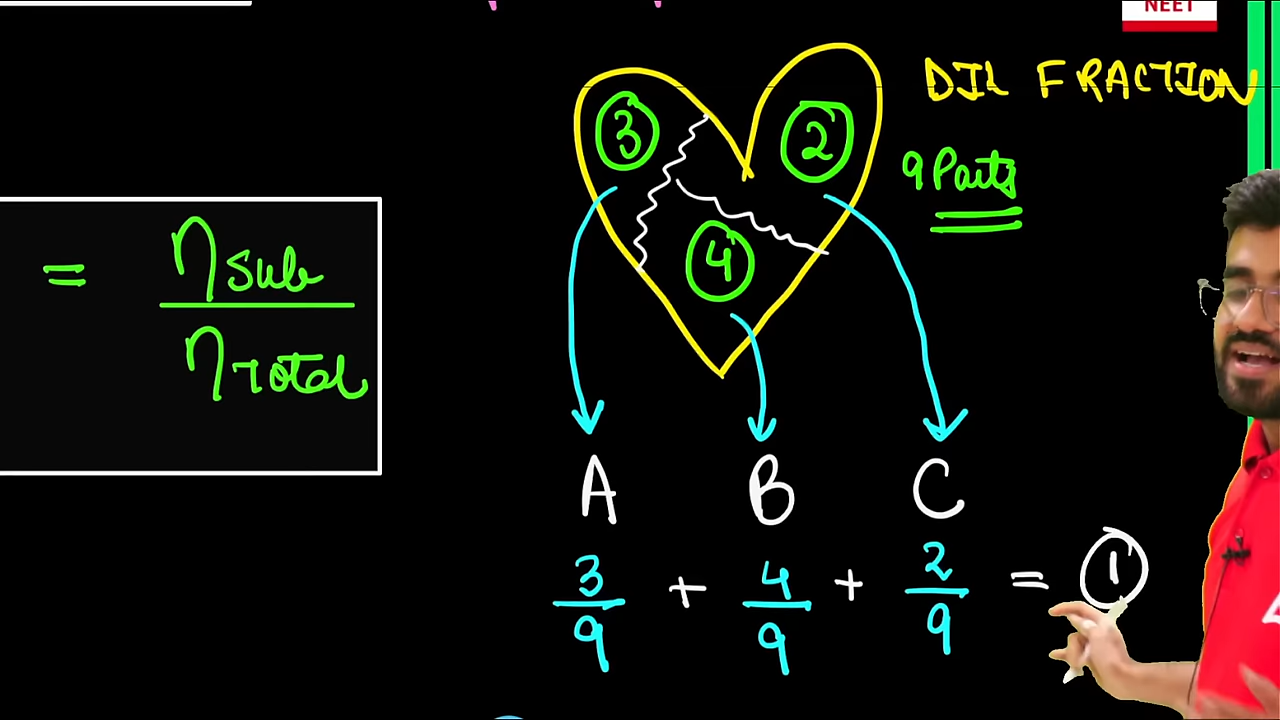 NEET
DIL FRACTION
3
2
9 Parts
4
= ηsub
ηTotal
A B C
3/9 + 4/9 + 2/9 = 1